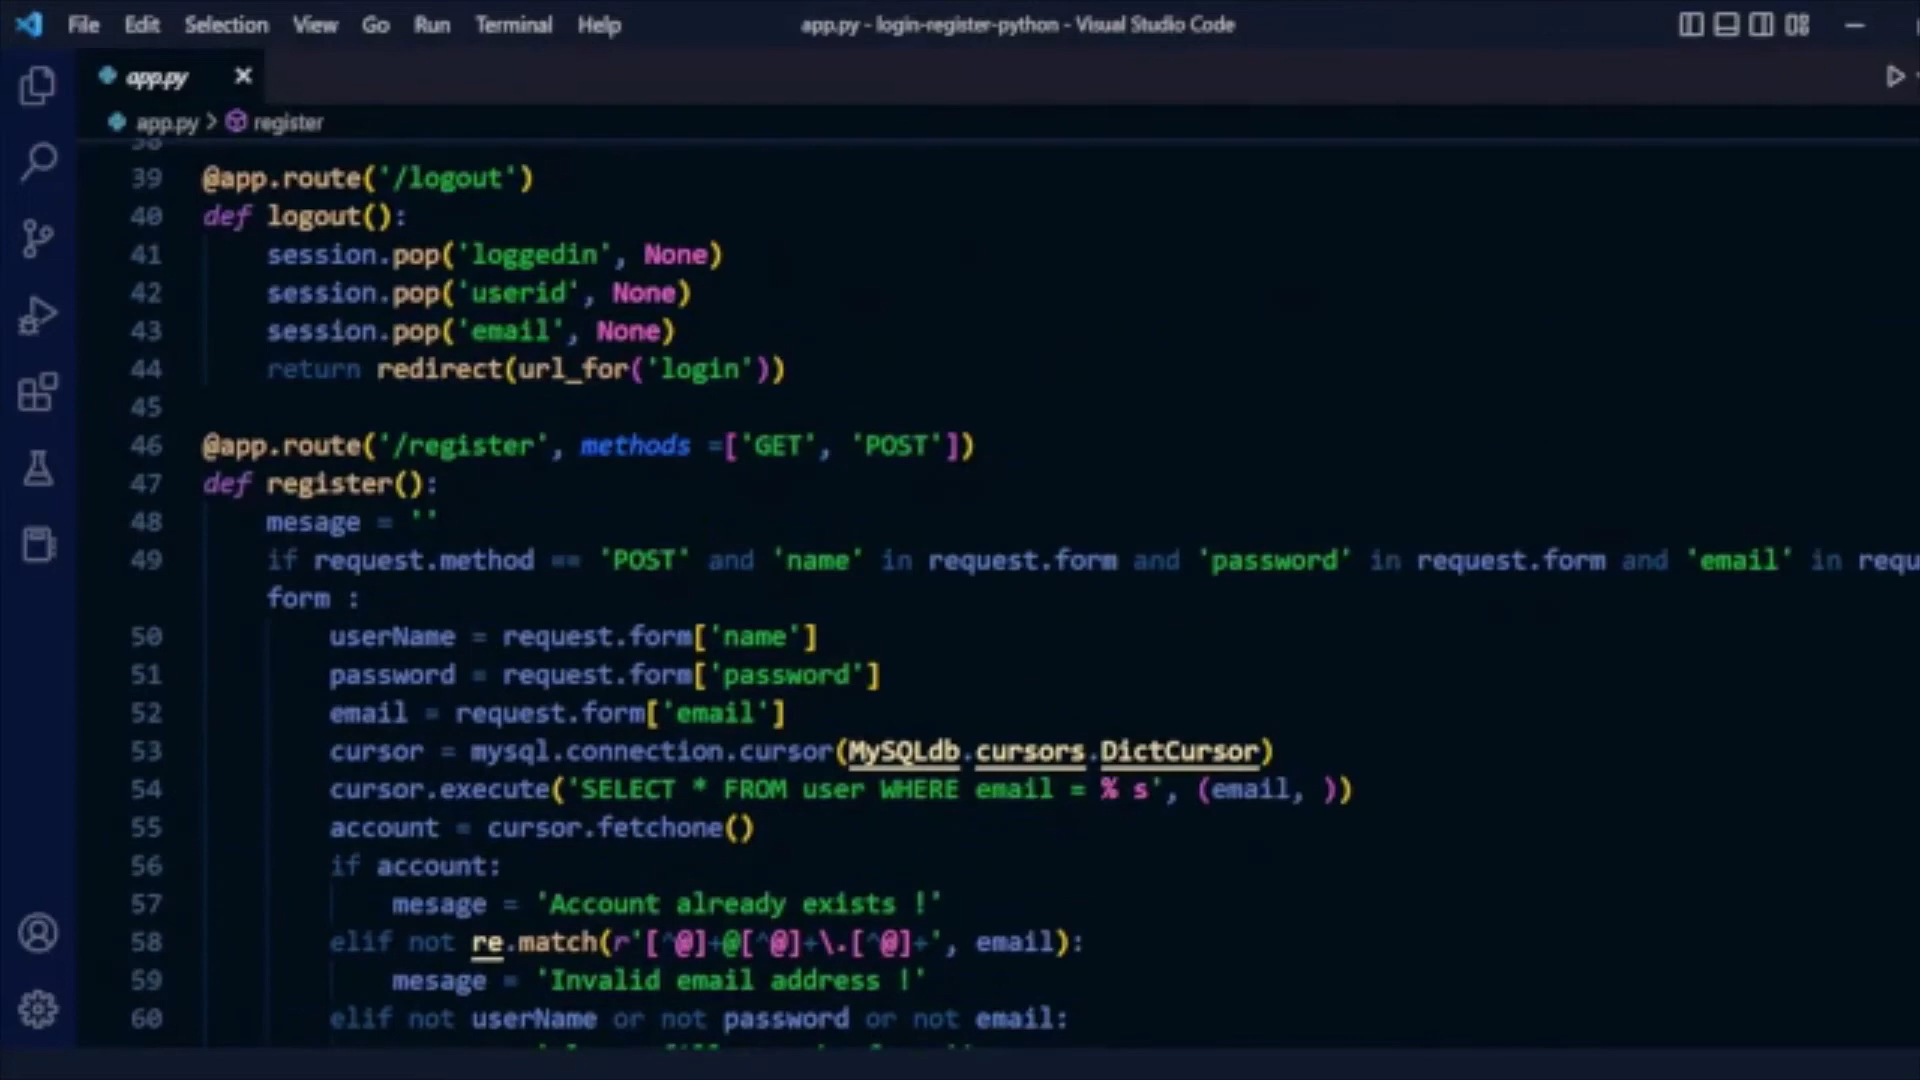 File Edit Selection View Go Run Terminal Help app.py - login-register-python - Visual Studio Code
app.py
app.py > register
38
39 @app.route('/logout')
40 def logout():
41 session.pop('loggedin', None)
42 session.pop('userid', None)
43 session.pop('email', None)
44 return redirect(url_for('login'))
45
46 @app.route('/register', methods =['GET', 'POST'])
47 def register():
48 mesage = ''
49 if request.method == 'POST' and 'name' in request.form and 'password' in request.form and 'email' in requ
form :
50 userName = request.form['name']
51 password = request.form['password']
52 email = request.form['email']
53 cursor = mysql.connection.cursor(MySQLdb.cursors.DictCursor)
54 cursor.execute('SELECT * FROM user WHERE email = % s', (email, ))
55 account = cursor.fetchone()
56 if account:
57 mesage = 'Account already exists !'
58 elif not re.match(r'[^@]+@[^@]+\.[^@]+', email):
59 mesage = 'Invalid email address !'
60 elif not userName or not password or not email: